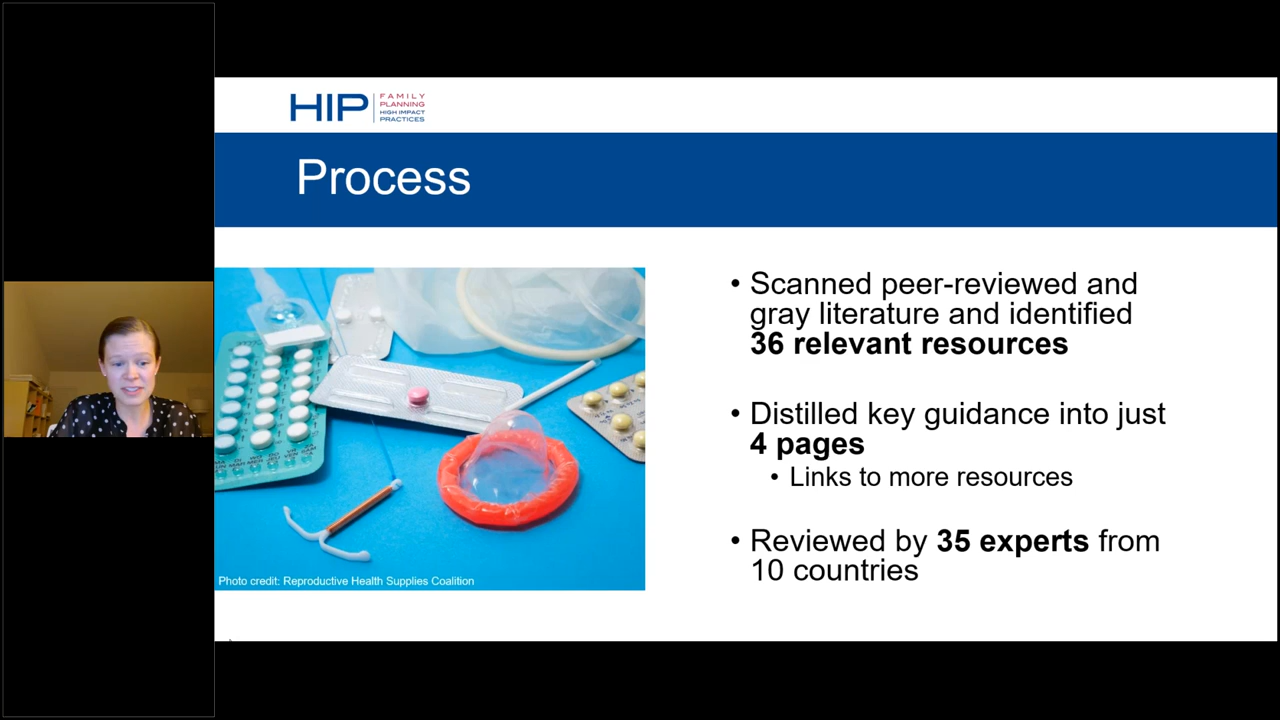 HIP
FAMILY
PLANNING
HIGH IMPACT
PRACTICES
Process
• Scanned peer-reviewed and
gray literature and identified
36 relevant resources
• Distilled key guidance into just
4 pages
• Links to more resources
• Reviewed by 35 experts from
10 countries
Photo credit: Reproductive Health Supplies Coalition